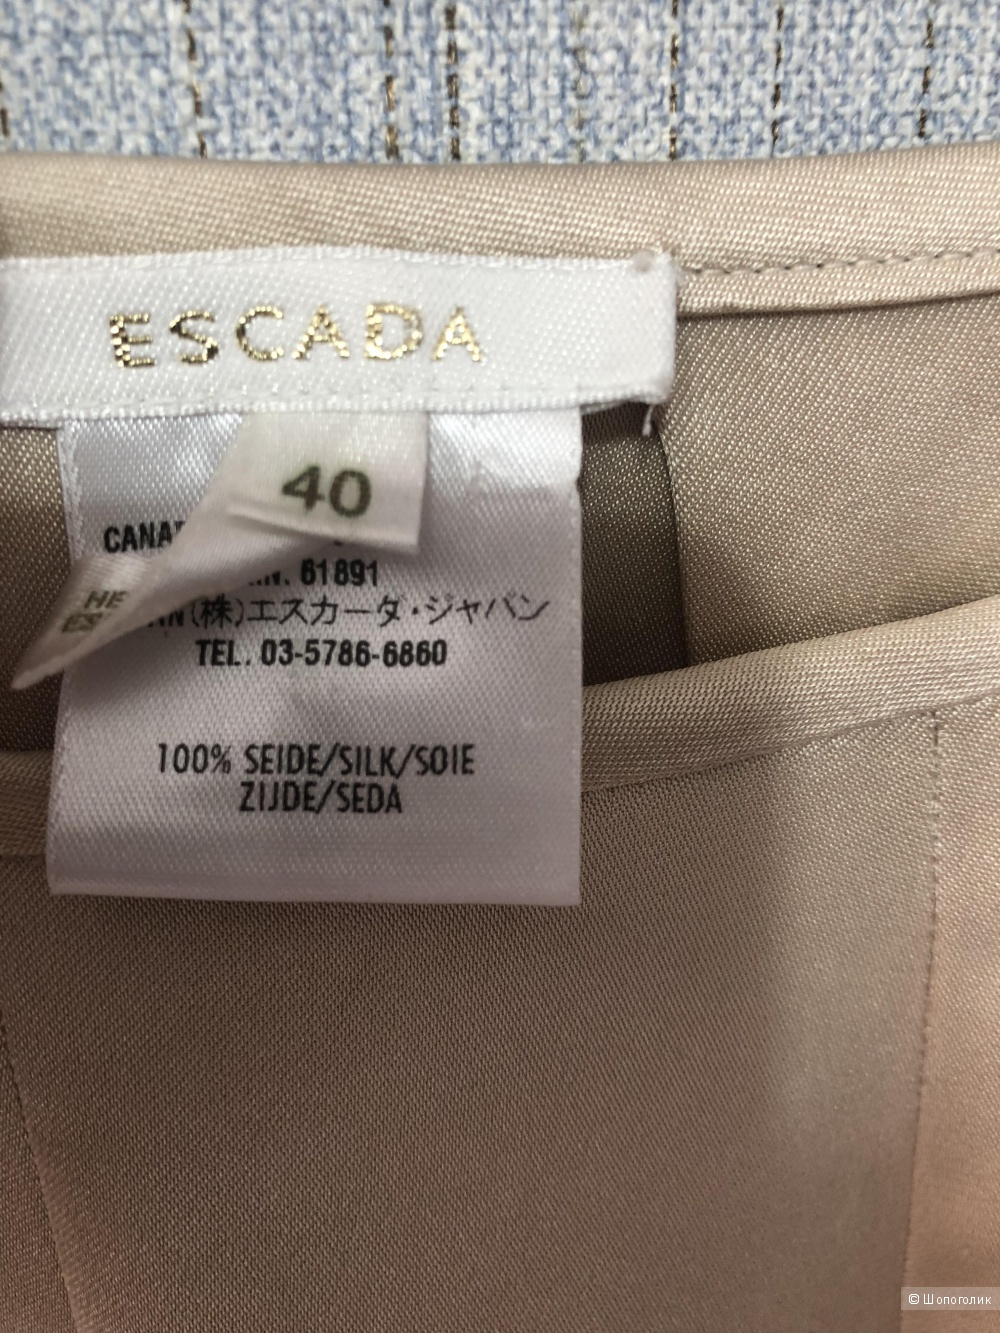 ESCADA
40
61891
(株)エスカーダ・ジャパン
TEL. 03-5786-6860
100% SEIDE/SILK/SOIE
ZIJDE/SEDA
© Шопоголик